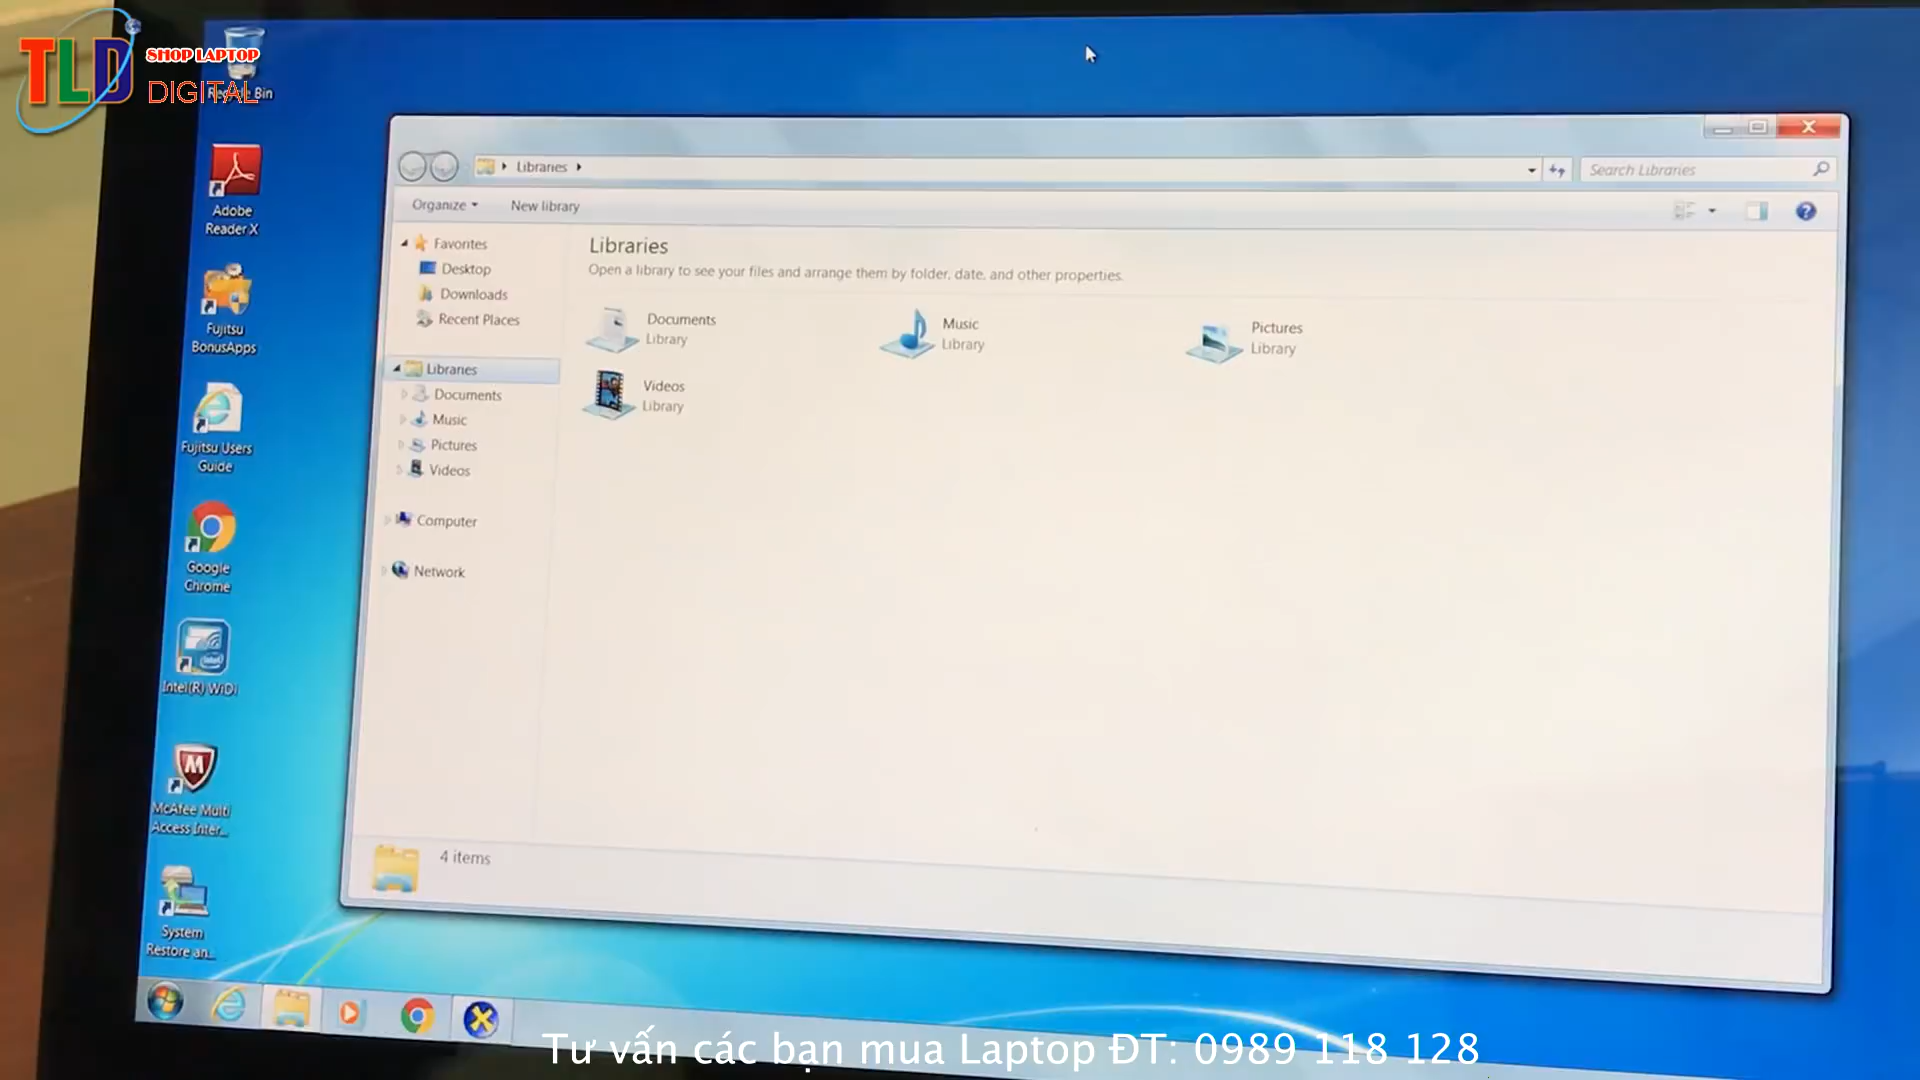 TLD
SHOP LAPTOP
DIGITAL
Recycle Bin
Adobe
Reader X
Fujitsu
BonusApps
Fujitsu Users
Guide
Google
Chrome
intel
Intel(R) WiDi
McAfee Multi
Access Inter...
System
Restore an...
Libraries
Search Libraries
Organize
New library
Favorites
Desktop
Downloads
Recent Places
Libraries
Documents
Music
Pictures
Videos
Computer
Network
Libraries
Open a library to see your files and arrange them by folder, date, and other properties.
Documents
Library
Music
Library
Pictures
Library
Videos
Library
4 items
Tư vấn các bạn mua Laptop ĐT: 0989 118 128